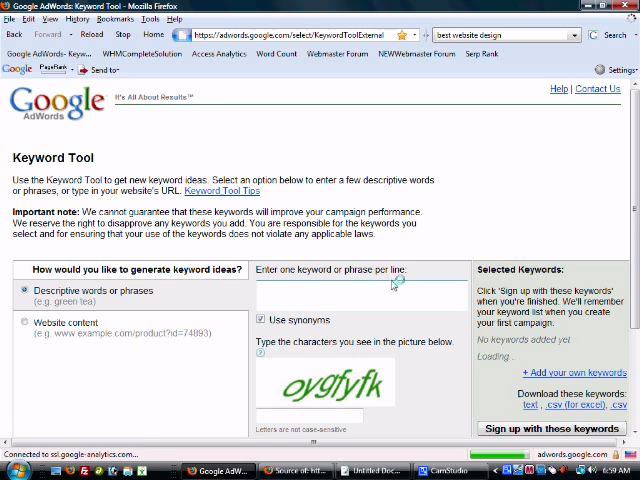 Google AdWords: Keyword Tool - Mozilla Firefox
File Edit View History Bookmarks Tools Help
Back Forward Reload Stop Home https://adwords.google.com/select/KeywordToolExternal best website design Search
Google AdWords- Keyw... WHMCompleteSolution Access Analytics Word Count Webmaster Forum NEWWebmaster Forum Serp Rank
Google PageRank Send to Settings
Help | Contact Us
Google AdWords
It's All About Results™
Keyword Tool
Use the Keyword Tool to get new keyword ideas. Select an option below to enter a few descriptive words
or phrases, or type in your website's URL. Keyword Tool Tips
Important note: We cannot guarantee that these keywords will improve your campaign performance.
We reserve the right to disapprove any keywords you add. You are responsible for the keywords you
select and for ensuring that your use of the keywords does not violate any applicable laws.
How would you like to generate keyword ideas?
Descriptive words or phrases
(e.g. green tea)
Website content
(e.g. www.example.com/product?id=74893)
Enter one keyword or phrase per line:
Use synonyms
Type the characters you see in the picture below.
?
oygfyfk
Letters are not case-sensitive
Selected Keywords:
Click 'Sign up with these keywords'
when you're finished. We'll remember
your keyword list when you create
your first campaign.
No keywords added yet
Loading...
+ Add your own keywords
Download these keywords:
text , .csv (for excel), .csv
Sign up with these keywords
Connected to ssl.google-analytics.com... adwords.google.com
Google AdW... Source of: htt... Untitled Doc... CamStudio 6:59 AM